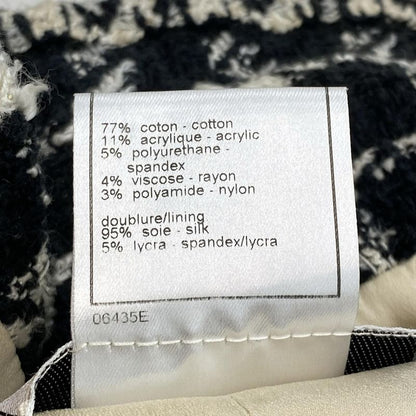 77% coton - cotton
11% acrylique - acrylic
5% polyurethane -
spandex
4% viscose - rayon
3% polyamide - nylon
doublure/lining
95% soie - silk
5% lycra - spandex/lycra
06435E